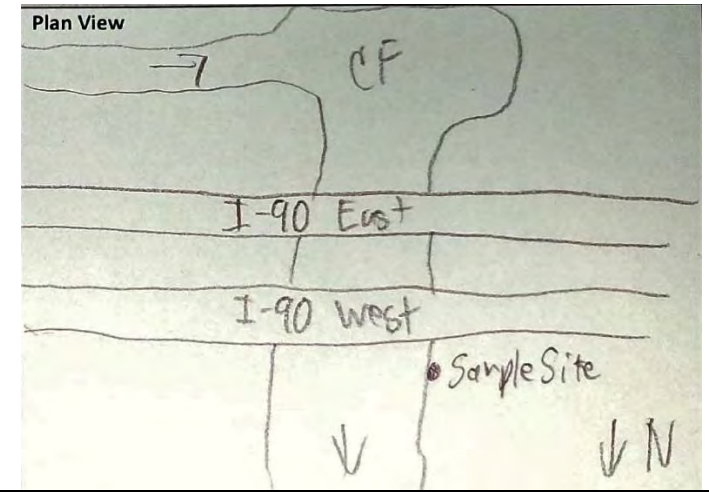 Plan View
CF
I-90 East
I-90 West
Sample Site
N